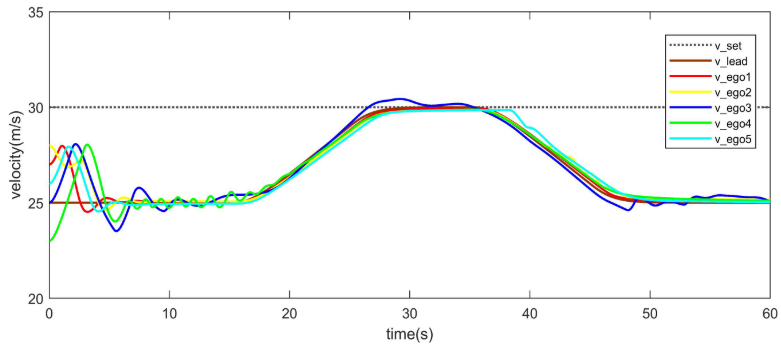 35
30
25
20
velocity(m/s)
0
10
20
30
40
50
60
time(s)
v_set
v_lead
v_ego1
v_ego2
v_ego3
v_ego4
v_ego5